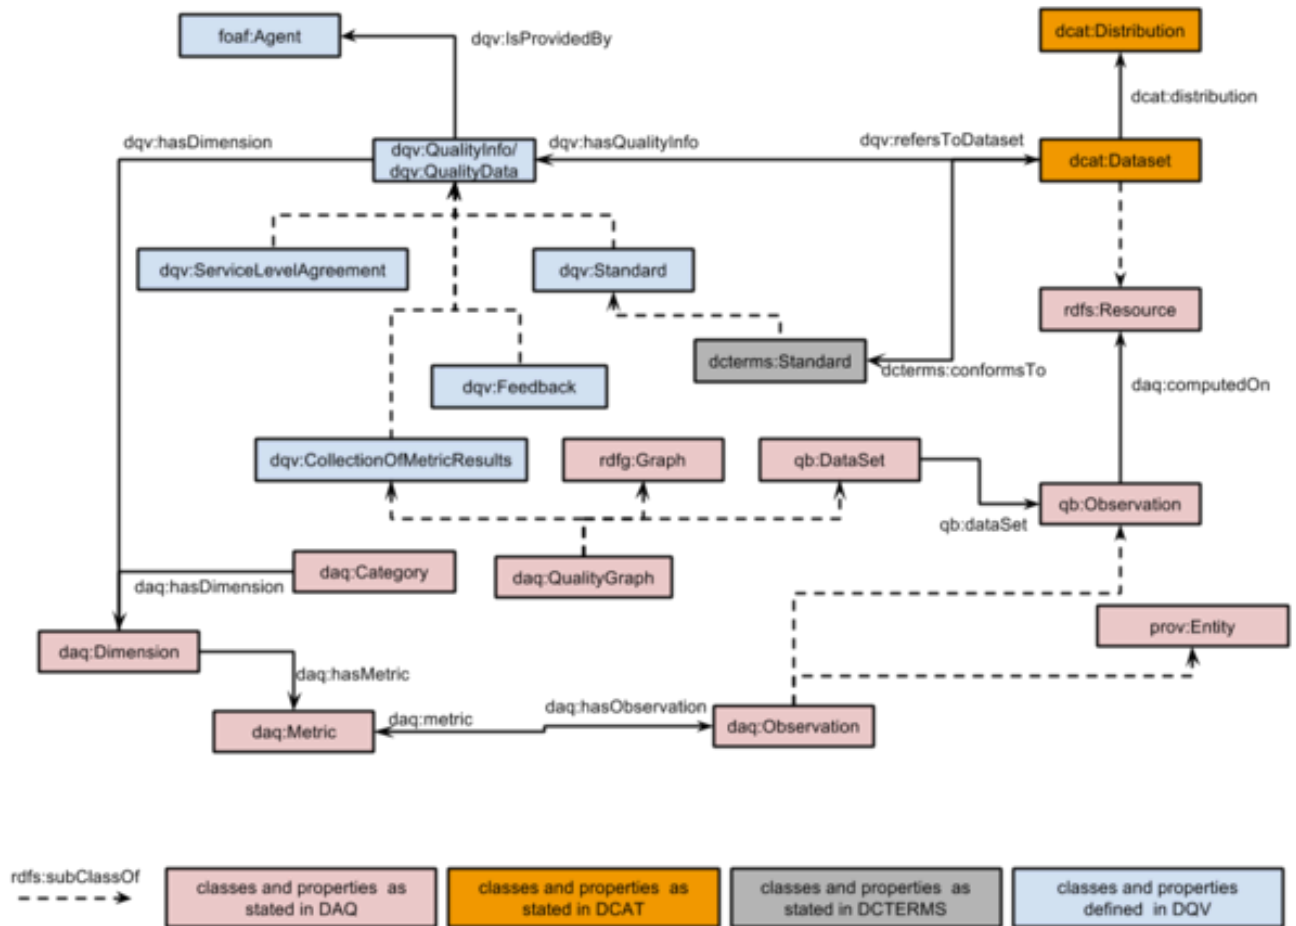 foaf:Agent
dqv:IsProvidedBy
dcat:Distribution
dcat:distribution
dqv:hasDimension
dqv:QualityInfo/
dqv:QualityData
dqv:hasQualityInfo
dqv:refersToDataset
dcat:Dataset
dqv:ServiceLevelAgreement
dqv:Standard
rdfs:Resource
dcterms:Standard
dcterms:conformsTo
dqv:Feedback
daq:computedOn
dqv:CollectionOfMetricResults
rdfg:Graph
qb:DataSet
qb:Observation
qb:dataSet
daq:Category
daq:hasDimension
daq:QualityGraph
prov:Entity
daq:Dimension
daq:hasMetric
daq:hasObservation
daq:metric
daq:Metric
daq:Observation
rdfs:subClassOf
classes and properties as
stated in DAQ
classes and properties as
stated in DCAT
classes and properties as
stated in DCTERMS
classes and properties
defined in DQV